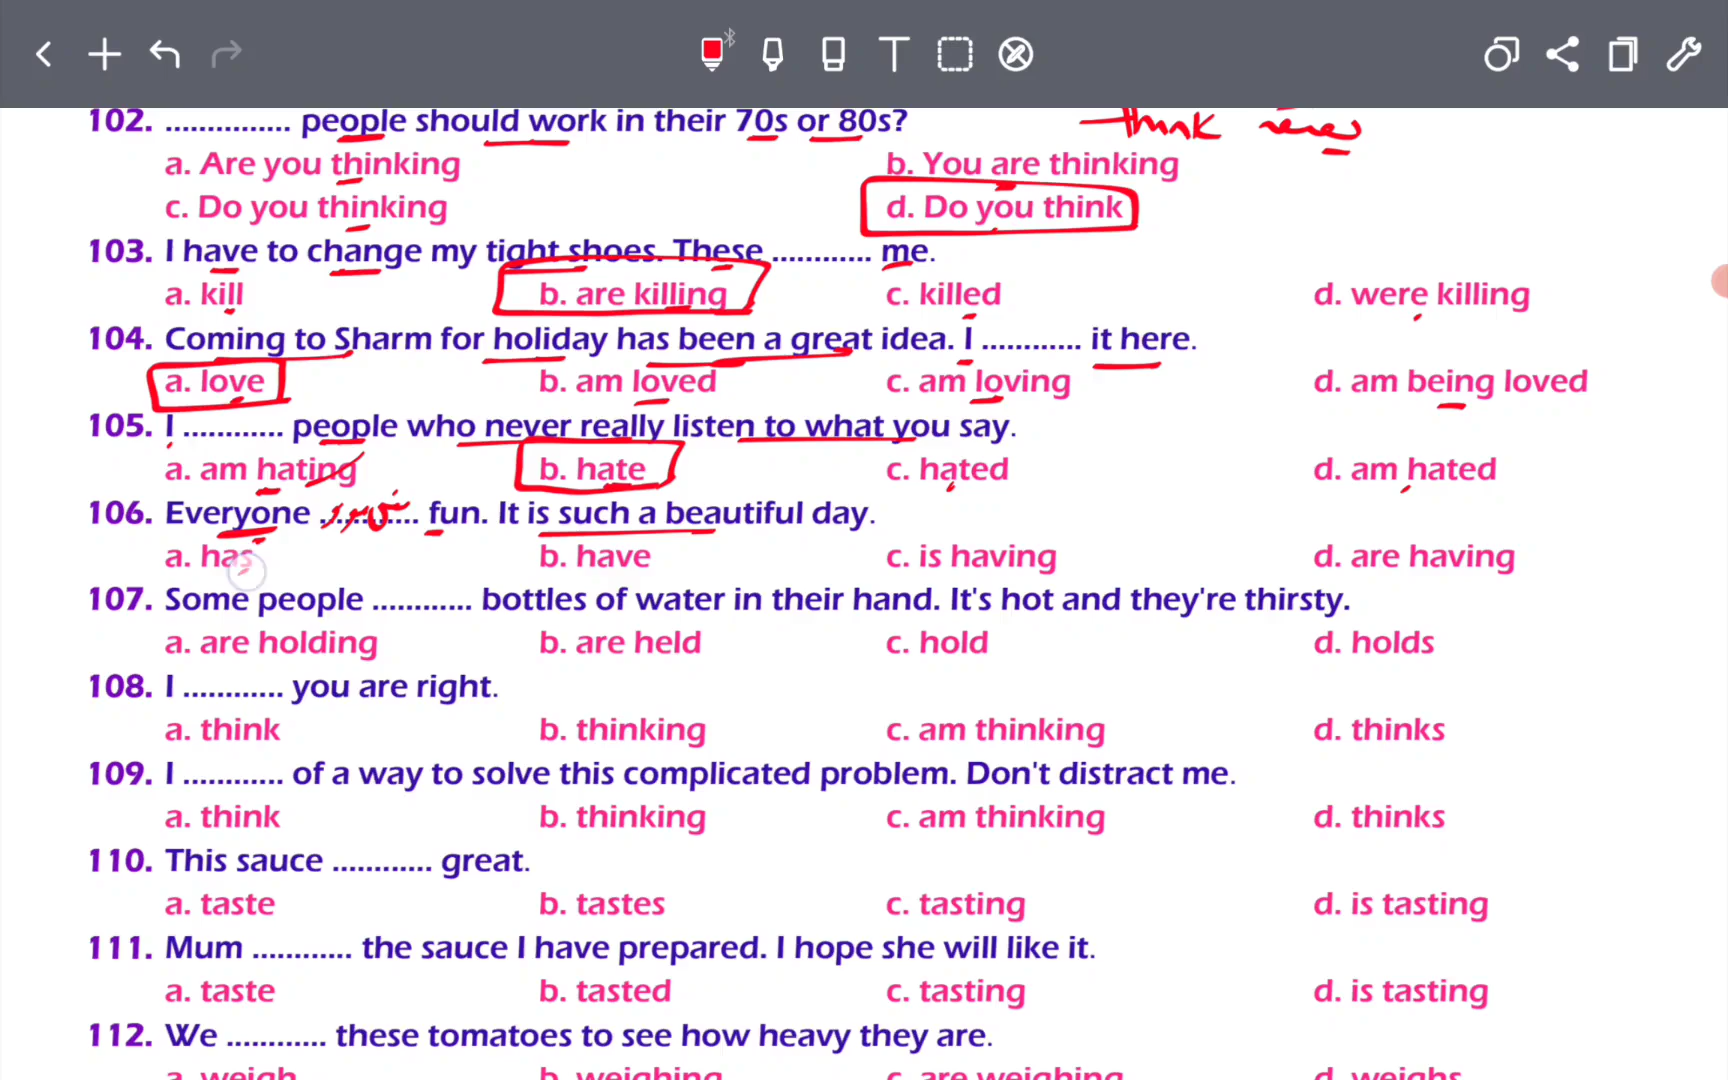 102. ............... people should work in their 70s or 80s? think
a. Are you thinking b. You are thinking
c. Do you thinking d. Do you think
103. I have to change my tight shoes. These ............ me.
a. kill b. are killing c. killed d. were killing
104. Coming to Sharm for holiday has been a great idea. I ............ it here.
a. love b. am loved c. am loving d. am being loved
105. I ............ people who never really listen to what you say.
a. am hating b. hate c. hated d. am hated
106. Everyone ............ fun. It is such a beautiful day.
a. has b. have c. is having d. are having
107. Some people ............ bottles of water in their hand. It's hot and they're thirsty.
a. are holding b. are held c. hold d. holds
108. I ............ you are right.
a. think b. thinking c. am thinking d. thinks
109. I ............ of a way to solve this complicated problem. Don't distract me.
a. think b. thinking c. am thinking d. thinks
110. This sauce ............ great.
a. taste b. tastes c. tasting d. is tasting
111. Mum ............ the sauce I have prepared. I hope she will like it.
a. taste b. tasted c. tasting d. is tasting
112. We ............ these tomatoes to see how heavy they are.
a. weigh b. weighing c. are weighing d. weighs